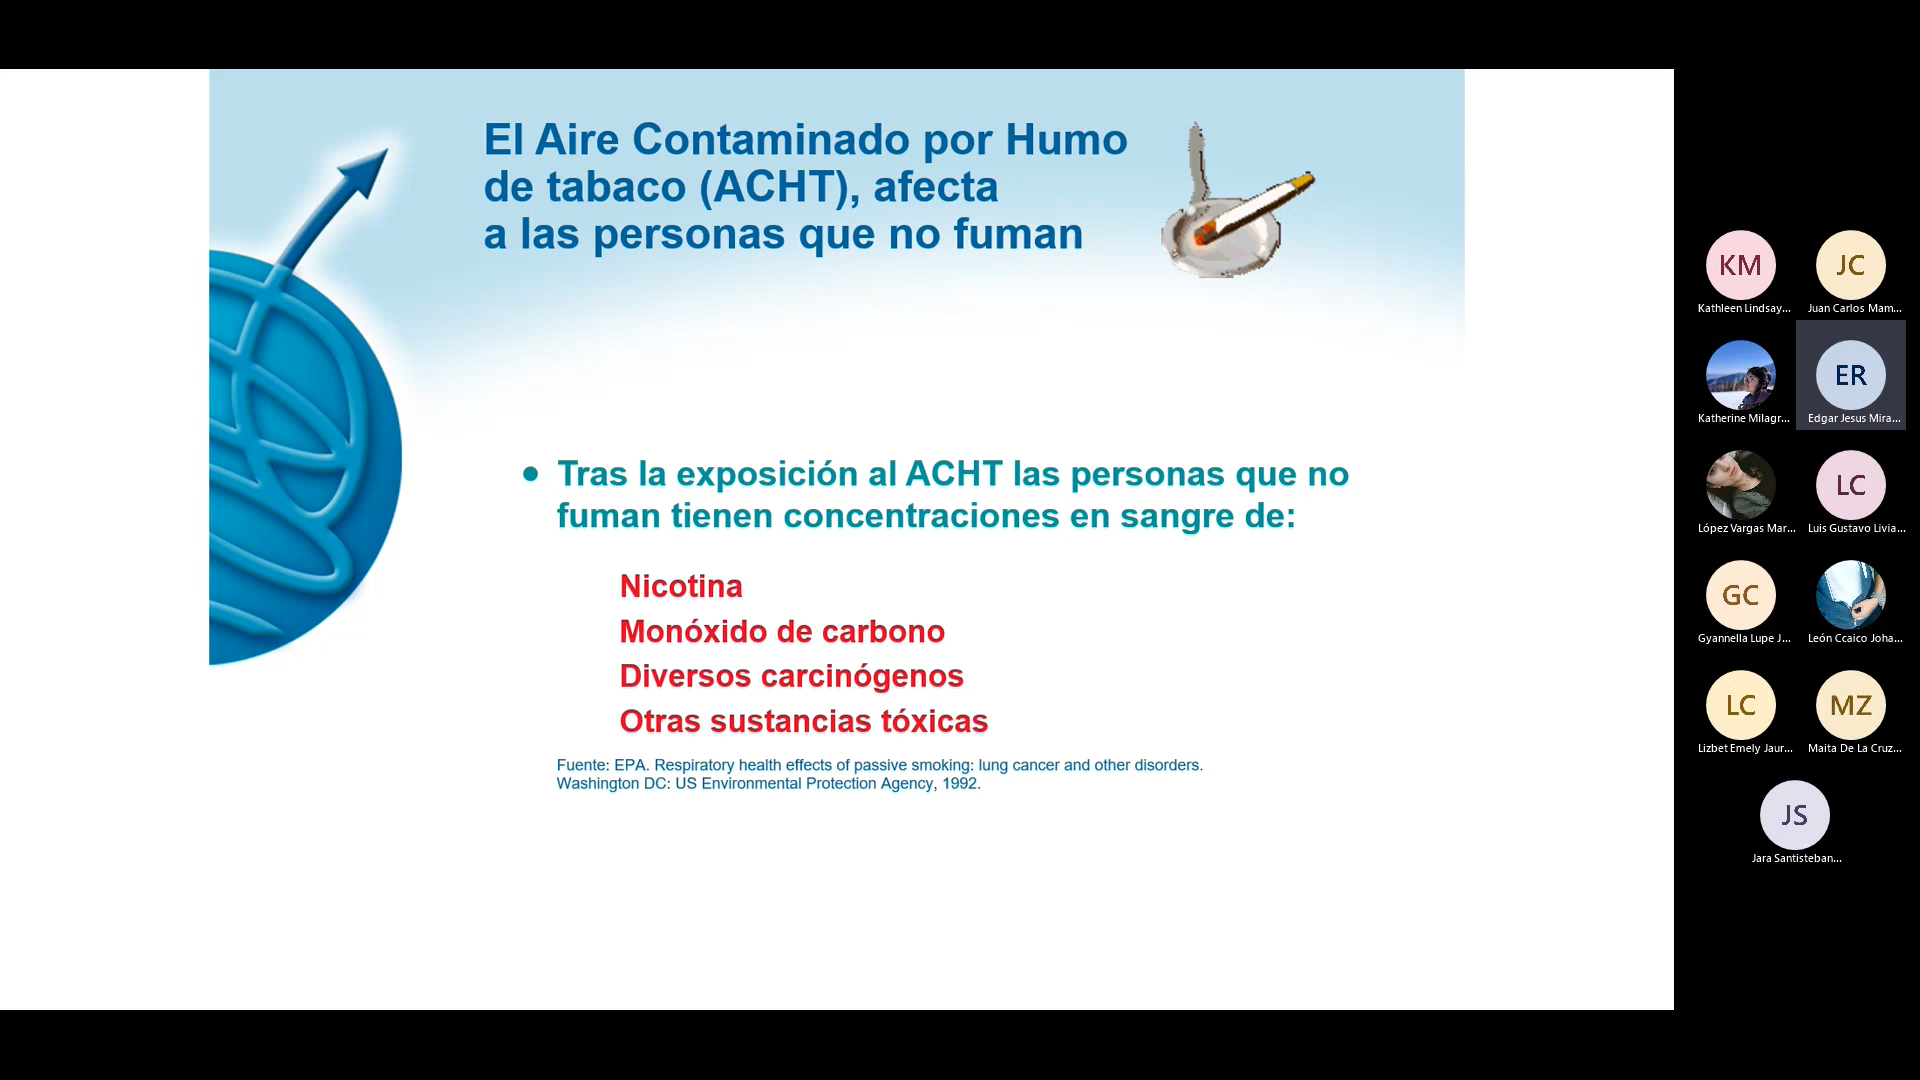 El Aire Contaminado por Humo
de tabaco (ACHT), afecta
a las personas que no fuman
• Tras la exposición al ACHT las personas que no
fuman tienen concentraciones en sangre de:
Nicotina
Monóxido de carbono
Diversos carcinógenos
Otras sustancias tóxicas
Fuente: EPA. Respiratory health effects of passive smoking: lung cancer and other disorders.
Washington DC: US Environmental Protection Agency, 1992.
KM
Kathleen Lindsay...
JC
Juan Carlos Mam...
Katherine Milagr...
ER
Edgar Jesus Mira...
López Vargas Mar...
LC
Luis Gustavo Livia...
GC
Gyannella Lupe J...
León Ccaico Joha...
LC
Lizbet Emely Jaur...
MZ
Maita De La Cruz...
JS
Jara Santisteban...